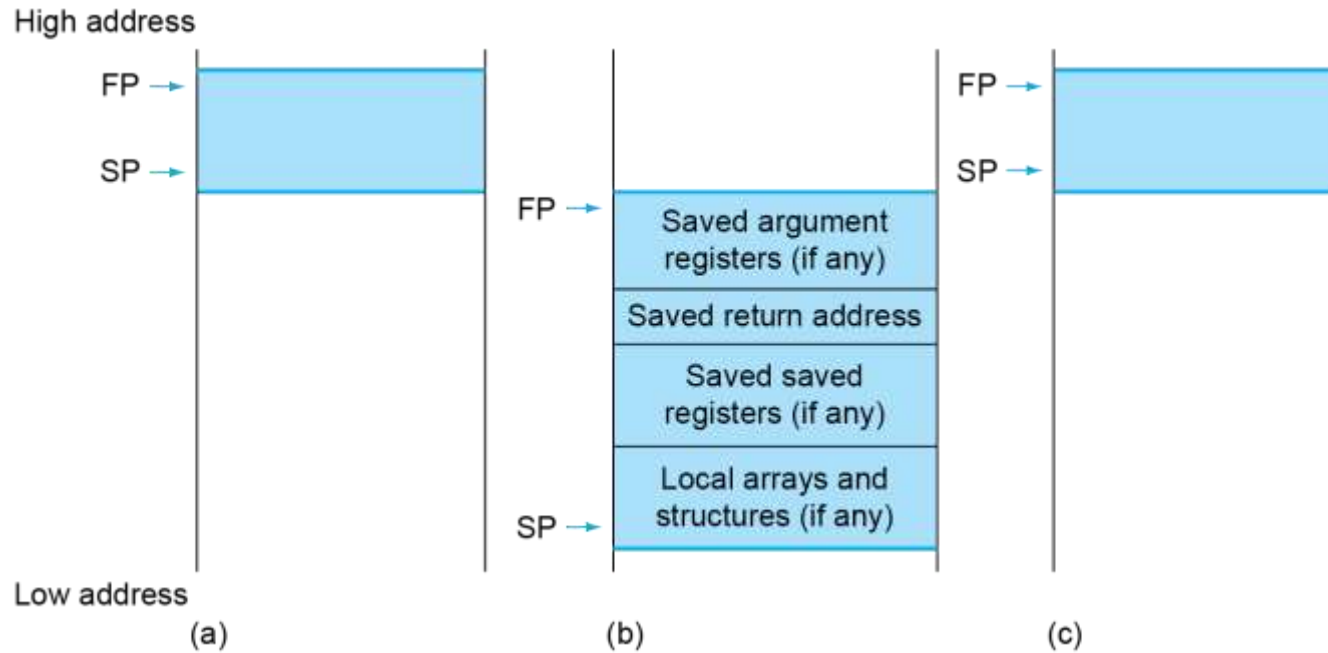 High address
FP
SP
FP
SP
FP
Saved argument
registers (if any)
Saved return address
Saved saved
registers (if any)
Local arrays and
structures (if any)
SP
Low address
(a)
(b)
(c)